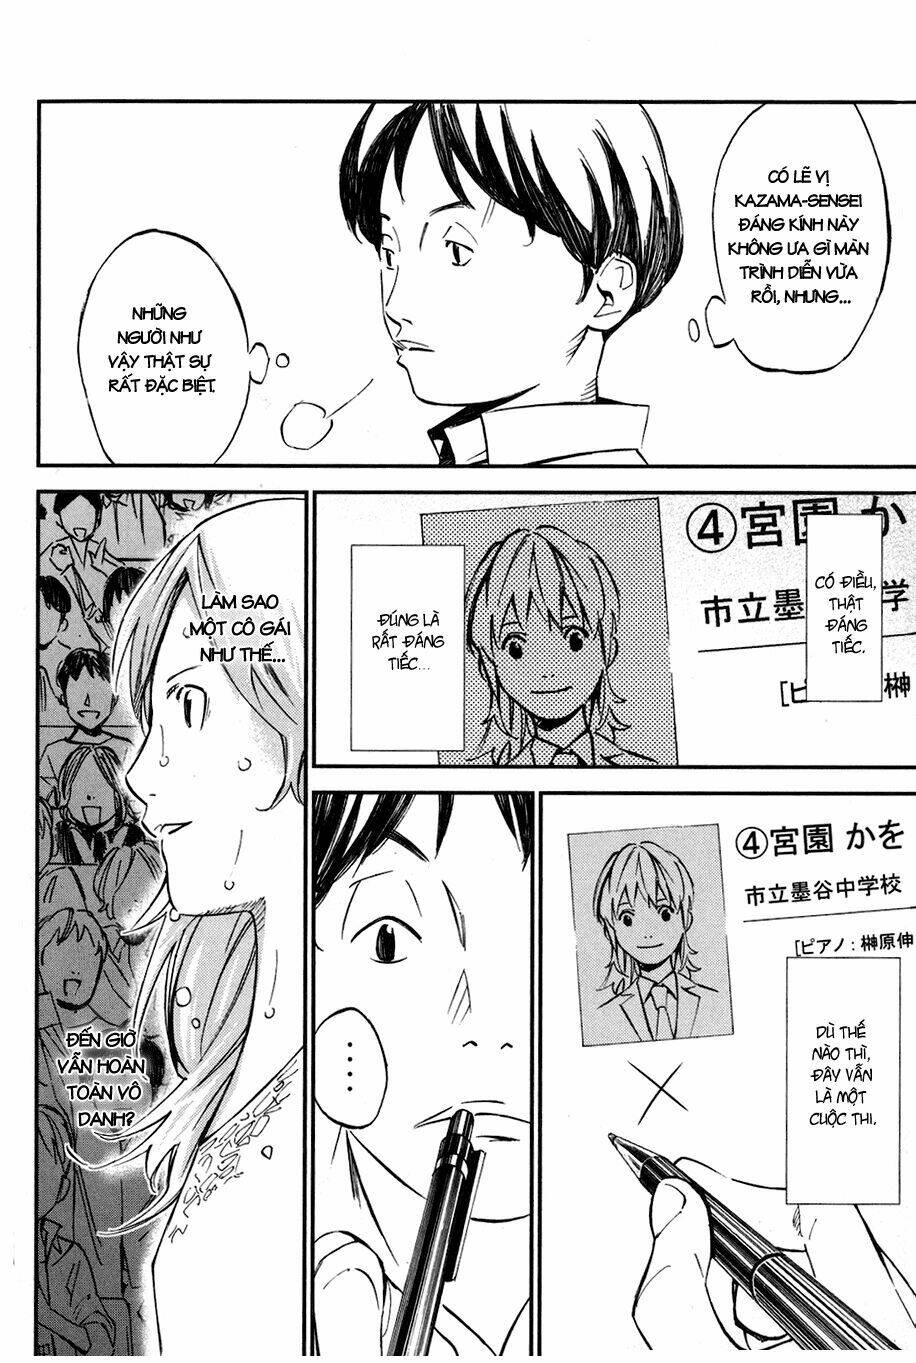 CÓ LẼ VỊ
KAZAMA-SENSEI
ĐÁNG KÍNH NÀY
KHÔNG ƯA GÌ MÀN
TRÌNH DIỄN VỪA
RỒI, NHƯNG...
NHỮNG
NGƯỜI NHƯ
VẬY THẬT SỰ
RẤT ĐẶC BIỆT.
④宮園 か
市立墨
学
[ピ
榊
CÓ ĐIỀU,
THẬT
ĐÁNG
TIẾC.
ĐÚNG LÀ
RẤT ĐÁNG
TIẾC...
LÀM SAO
MỘT CÔ GÁI
NHƯ THẾ...
ĐẾN GIỜ
VẪN HOÀN
TOÀN VÔ
DANH?
④宮園 かを
市立墨谷中学校
[ピアノ：榊原伸
DÙ THẾ
NÀO THÌ,
ĐÂY VẪN
LÀ MỘT
CUỘC THI.
...